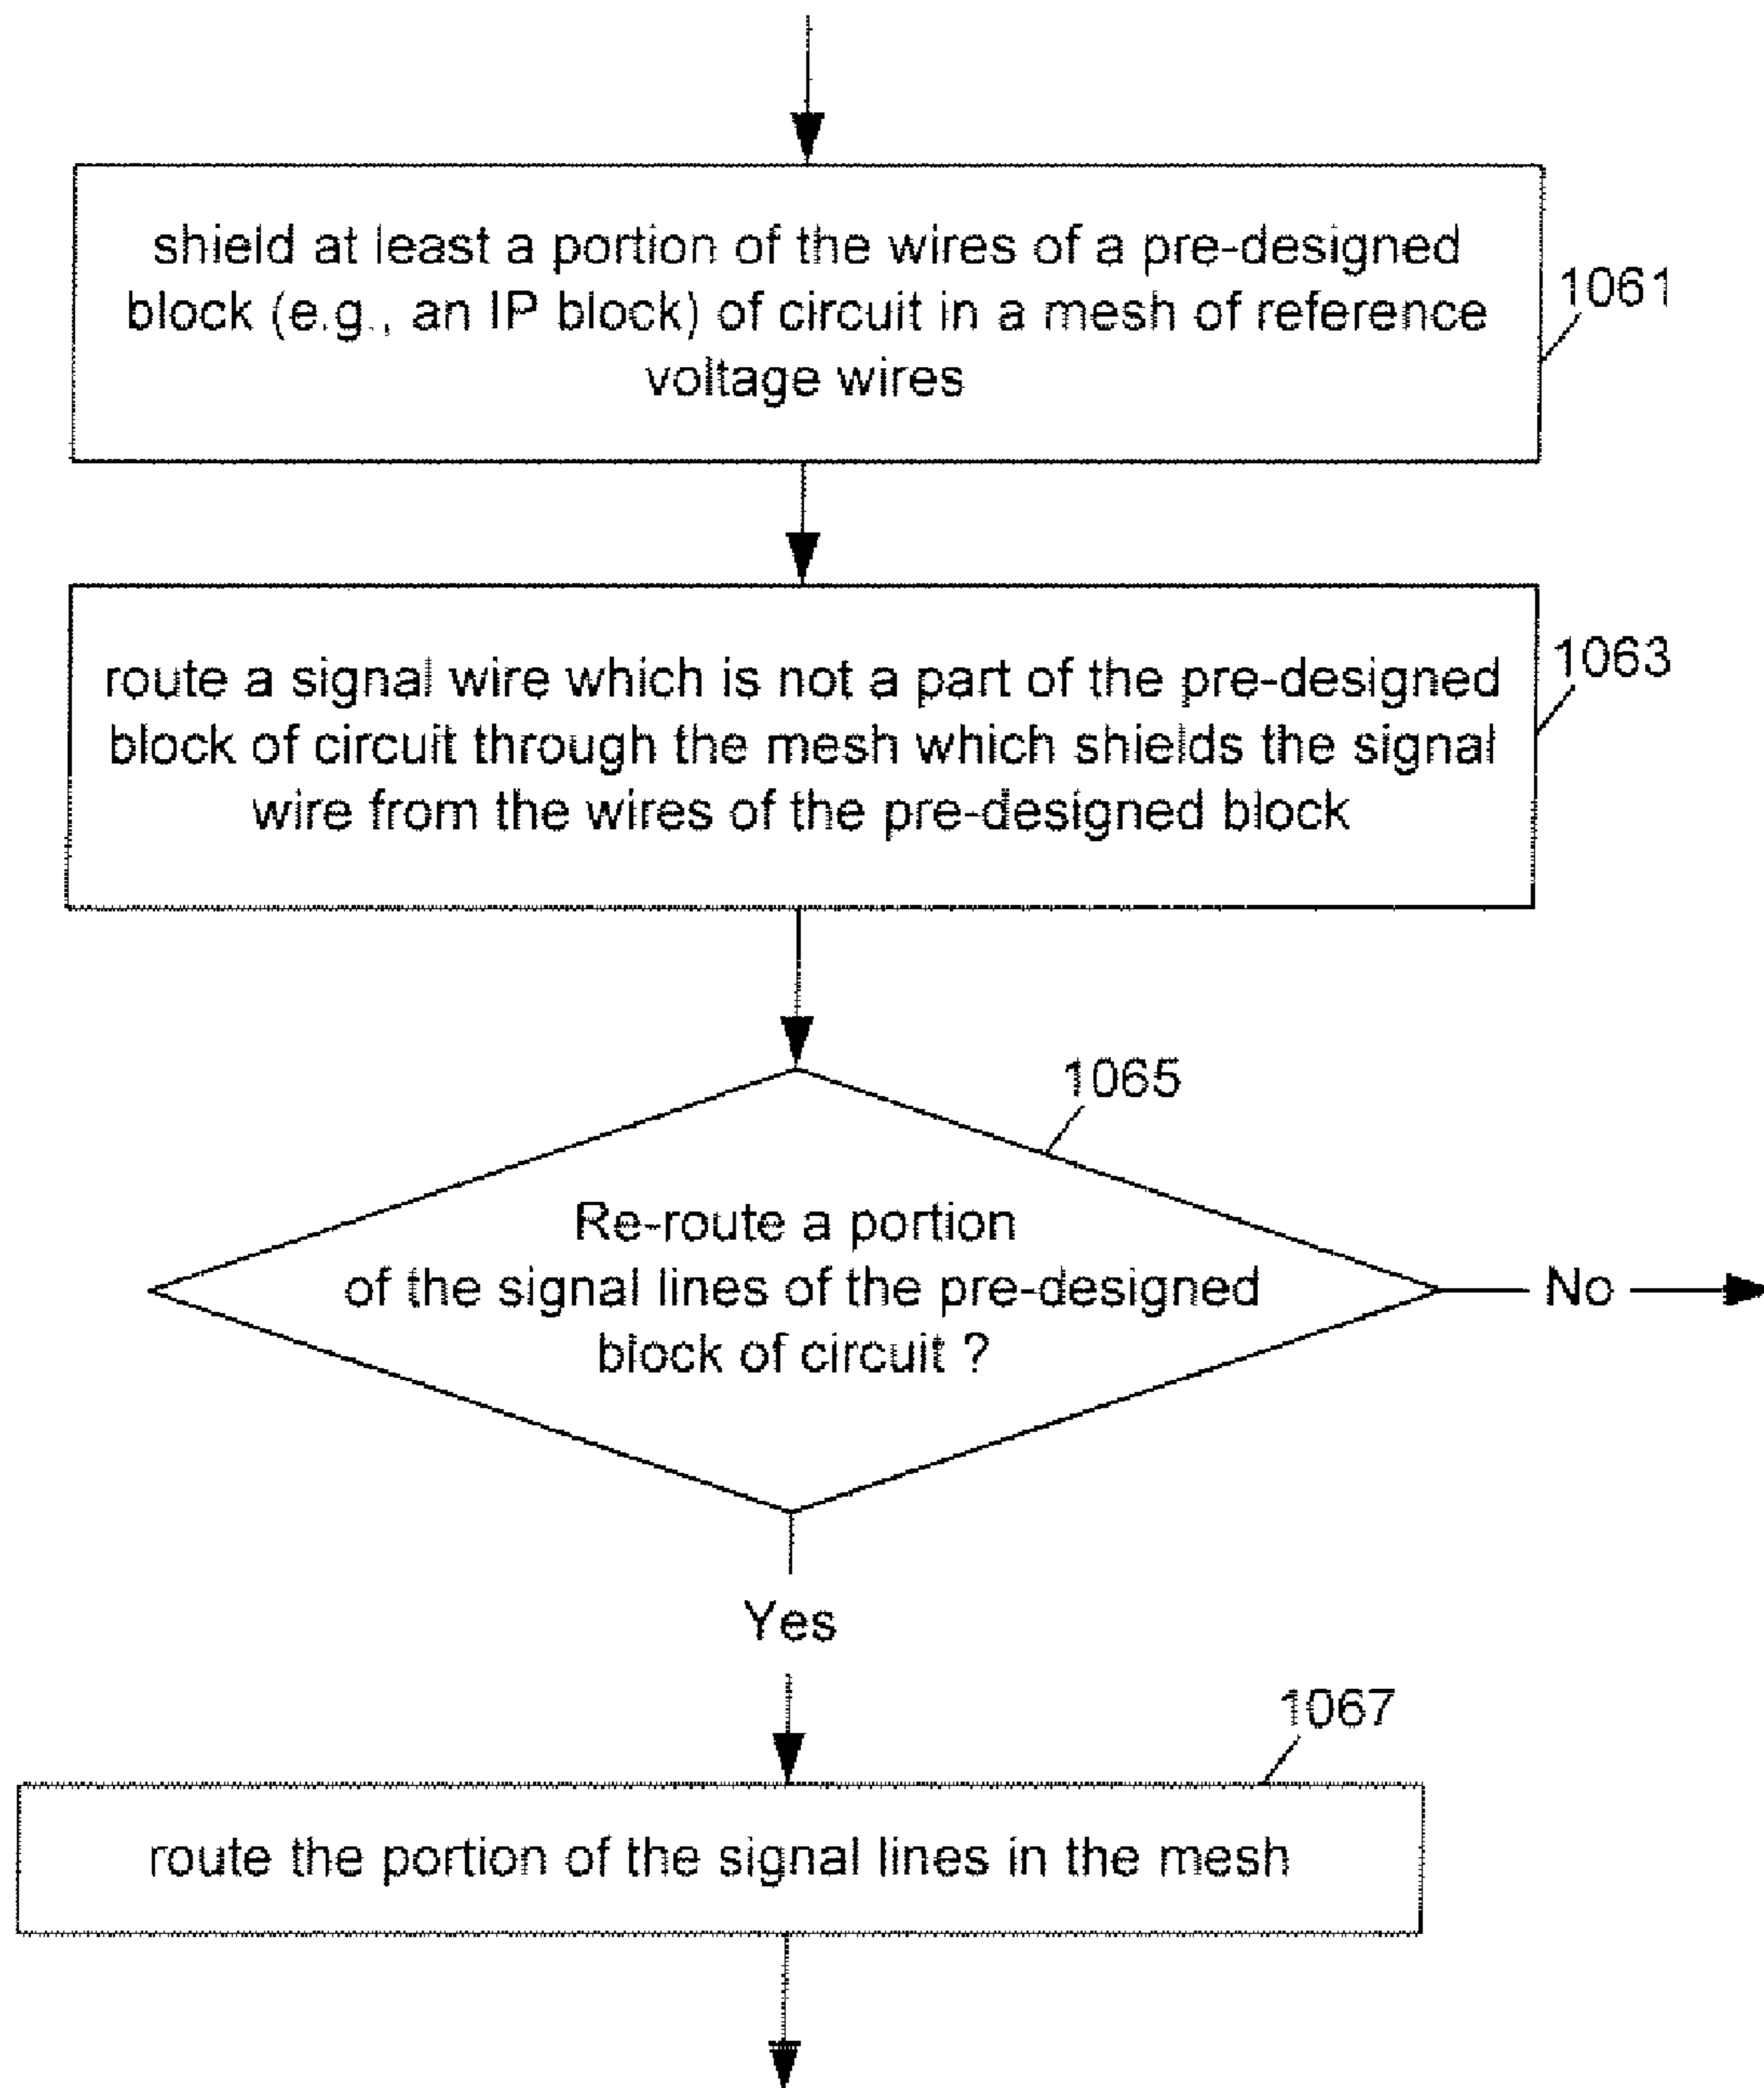 shield at least a portion of the wires of a pre-designed
block (e.g., an IP block) of circuit in a mesh of reference
voltage wires
1061
route a signal wire which is not a part of the pre-designed
block of circuit through the mesh which shields the signal
wire from the wires of the pre-designed block
1063
1065
Re-route a portion
of the signal lines of the pre-designed
block of circuit ?
No
Yes
1067
route the portion of the signal lines in the mesh